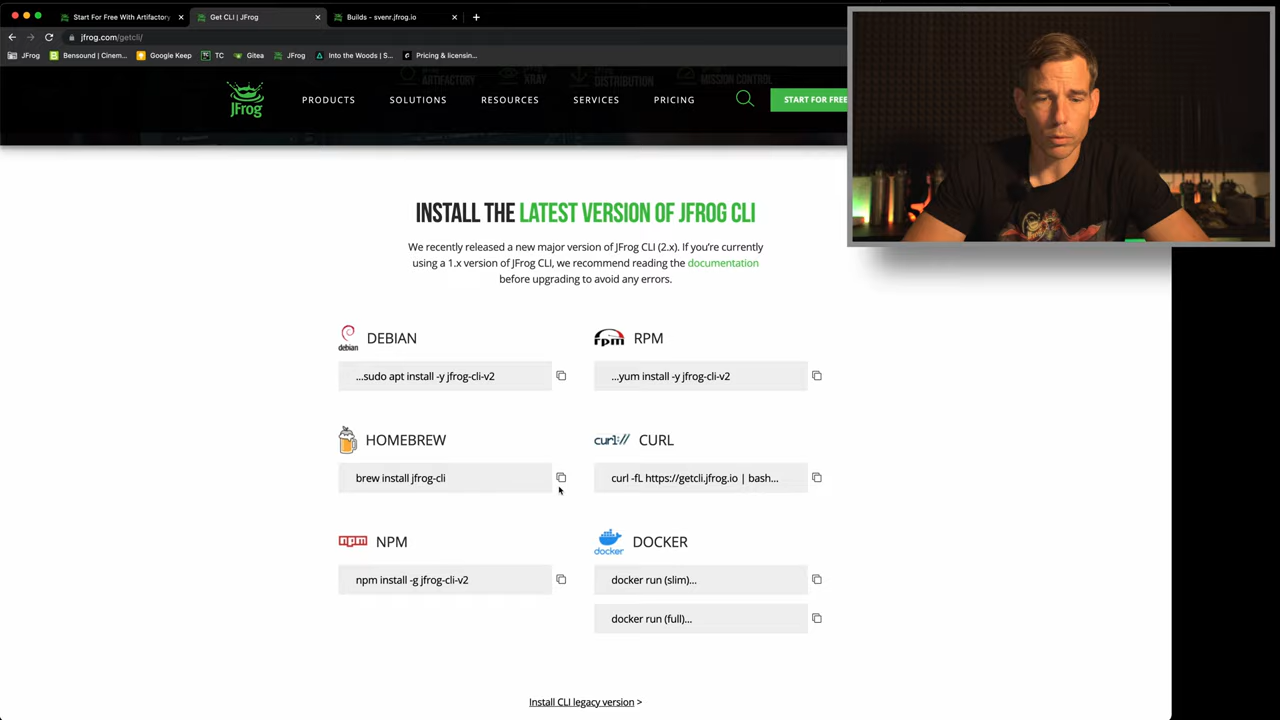 Start For Free With Artifactory
Get CLI | JFrog
Builds - svenr.jfrog.io
jfrog.com/getcli/
JFrog
Bensound | Cinem...
Google Keep
TC
Gitea
JFrog
Into the Woods | S...
Pricing & licensin...
ARTIFACTORY
XRAY
DISTRIBUTION
MISSION CONTROL
JFrog
PRODUCTS
SOLUTIONS
RESOURCES
SERVICES
PRICING
START FOR FREE
INSTALL THE LATEST VERSION OF JFROG CLI
We recently released a new major version of JFrog CLI (2.x). If you're currently
using a 1.x version of JFrog CLI, we recommend reading the documentation
before upgrading to avoid any errors.
debian
DEBIAN
...sudo apt install -y jfrog-cli-v2
rpm
RPM
...yum install -y jfrog-cli-v2
HOMEBREW
brew install jfrog-cli
curl://
CURL
curl -fL https://getcli.jfrog.io | bash...
npm
NPM
npm install -g jfrog-cli-v2
docker
DOCKER
docker run (slim)...
docker run (full)...
Install CLI legacy version >